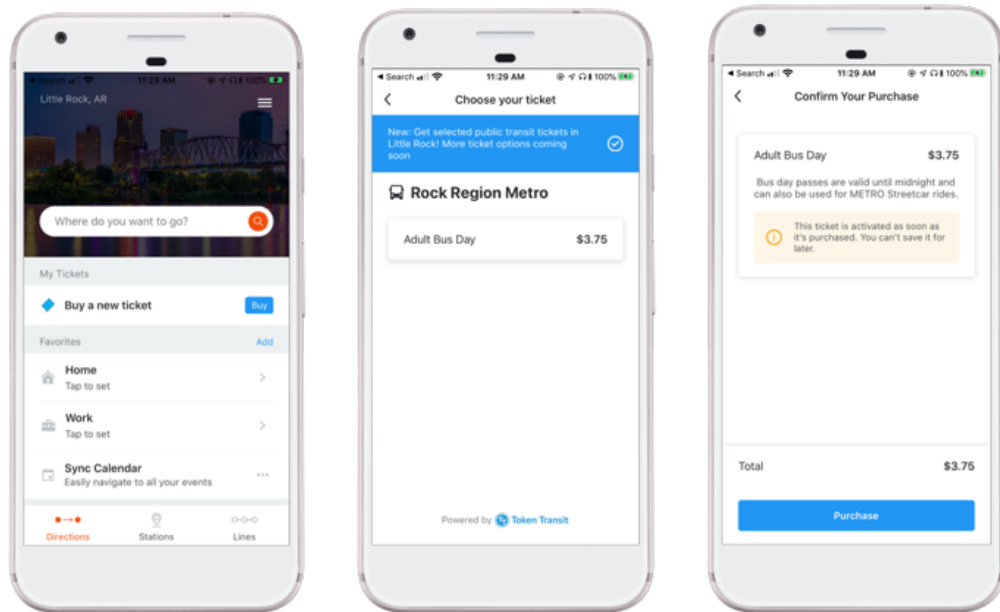 Search
11:29 AM
100%
Little Rock, AR
Where do you want to go?
My Tickets
Buy a new ticket
Buy
Favorites
Add
Home
Tap to set
Work
Tap to set
Sync Calendar
Easily navigate to all your events
Directions
Stations
Lines
Search
11:29 AM
100%
Choose your ticket
New: Get selected public transit tickets in
Little Rock! More ticket options coming
soon
Rock Region Metro
Adult Bus Day
$3.75
Powered by Token Transit
Search
11:29 AM
100%
Confirm Your Purchase
Adult Bus Day
$3.75
Bus day passes are valid until midnight and
can also be used for METRO Streetcar rides.
This ticket is activated as soon as
it's purchased. You can't save it for
later.
Total
$3.75
Purchase